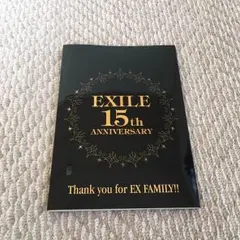 EXILE
15th
ANNIVERSARY
Thank you for EX FAMILY!!